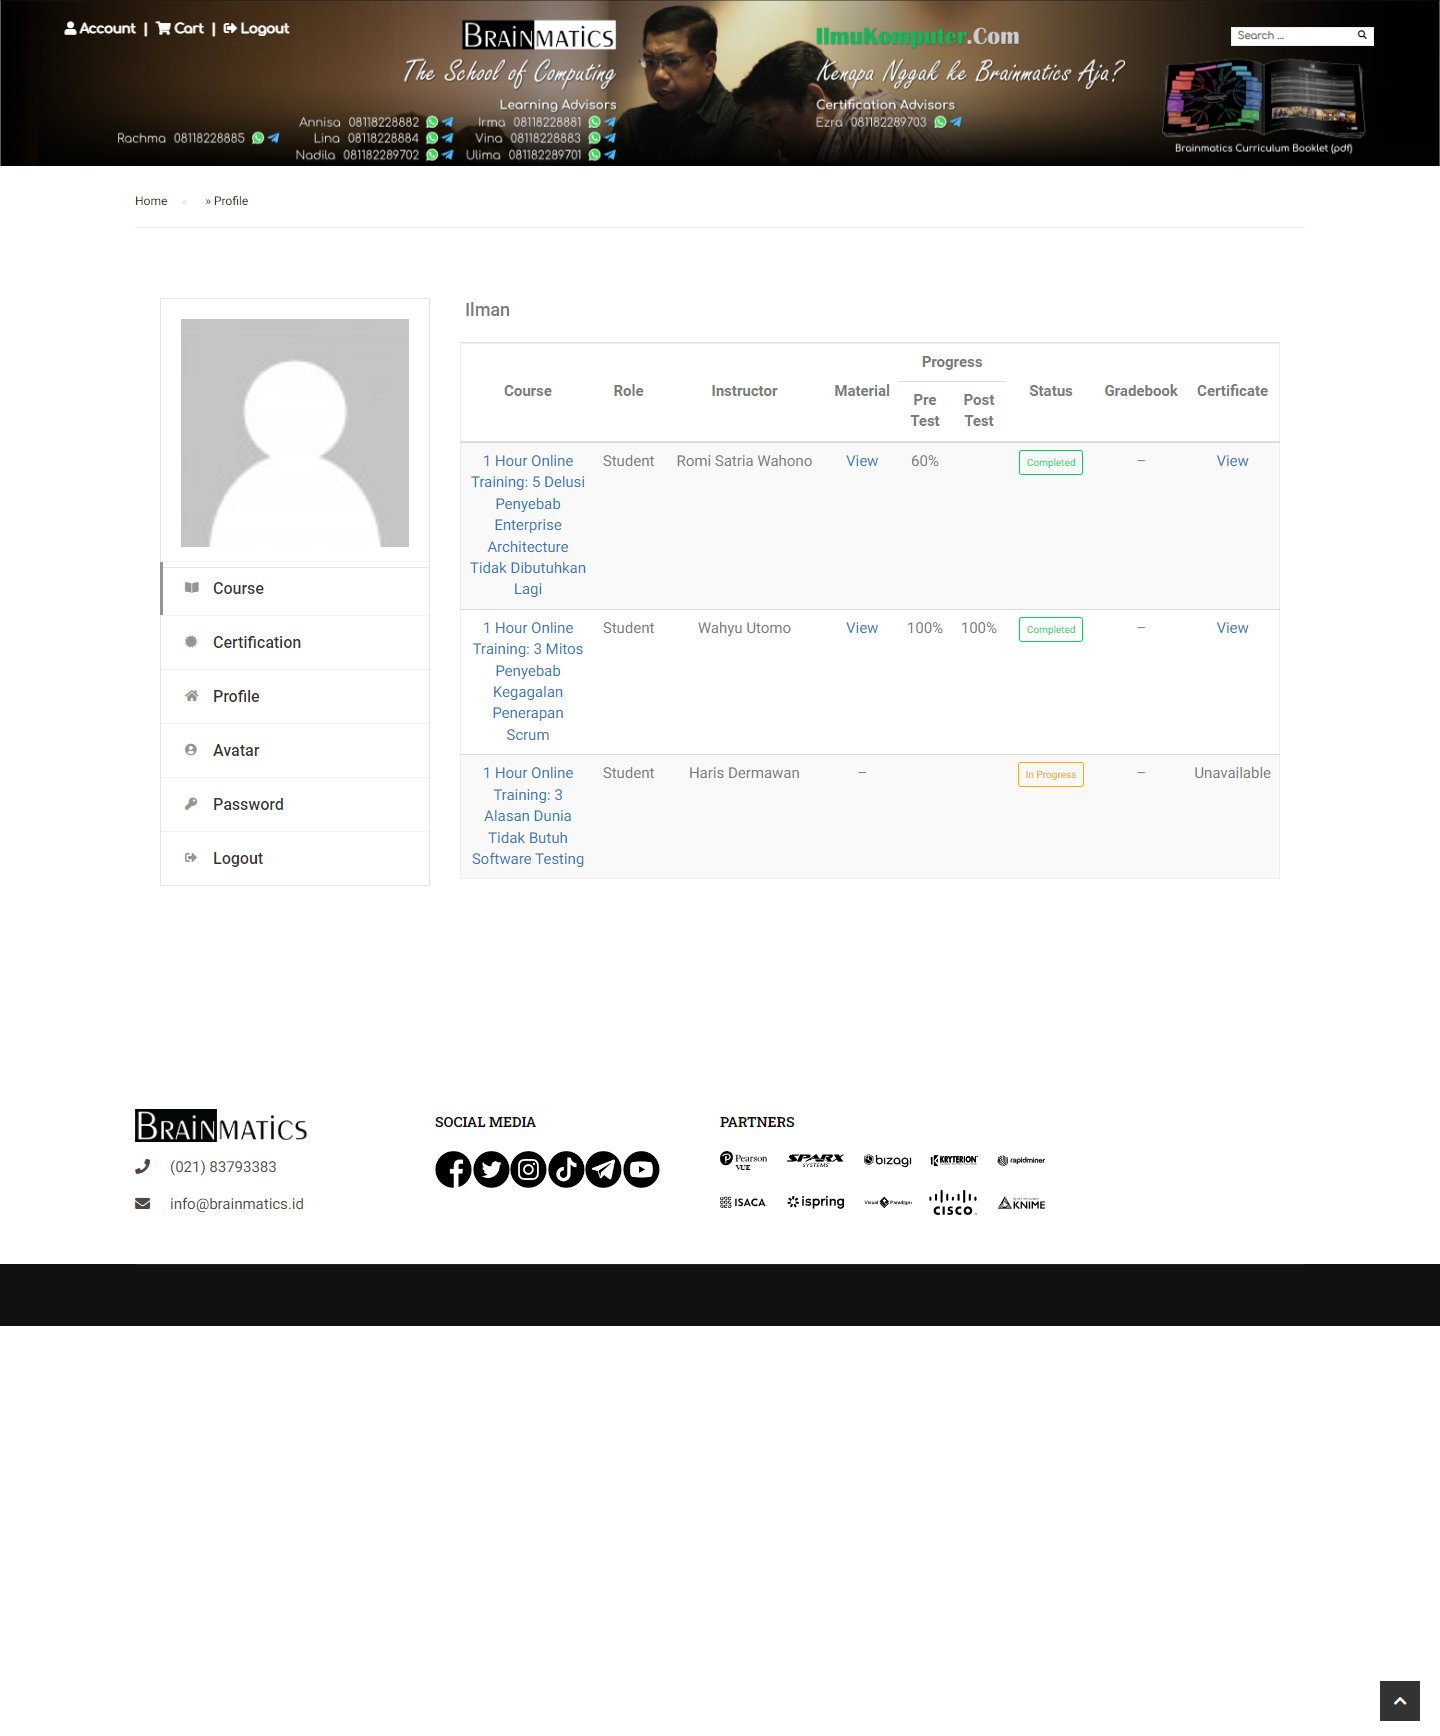 Account | Cart | Logout
BRAINMATICS
The School of Computing
Learning Advisors
Annisa 08118228882 Irma 08118228881
Rachma 08118228885 Lina 08118228884 Vina 08118228883
Nadila 081182289702 Ulima 081182289701
IlmuKomputer.Com
Kenapa Nggak ke Brainmatics Aja?
Certification Advisors
Ezra 081182289703
Search ...
Brainmatics Curriculum Booklet (pdf)
Home » Profile
Course
Certification
Profile
Avatar
Password
Logout
Ilman
Course Role Instructor Material Progress Status Gradebook Certificate
Pre Test Post Test
1 Hour Online Student Romi Satria Wahono View 60% Completed – View
Training: 5 Delusi
Penyebab
Enterprise
Architecture
Tidak Dibutuhkan
Lagi
1 Hour Online Student Wahyu Utomo View 100% 100% Completed – View
Training: 3 Mitos
Penyebab
Kegagalan
Penerapan
Scrum
1 Hour Online Student Haris Dermawan – In Progress – Unavailable
Training: 3
Alasan Dunia
Tidak Butuh
Software Testing
BRAINMATICS
(021) 83793383
info@brainmatics.id
SOCIAL MEDIA
PARTNERS
Pearson VUE SPARX SYSTEMS bizagi KRYTERION rapidminer
ISACA. ispring Visual Paradigm CISCO KNIME